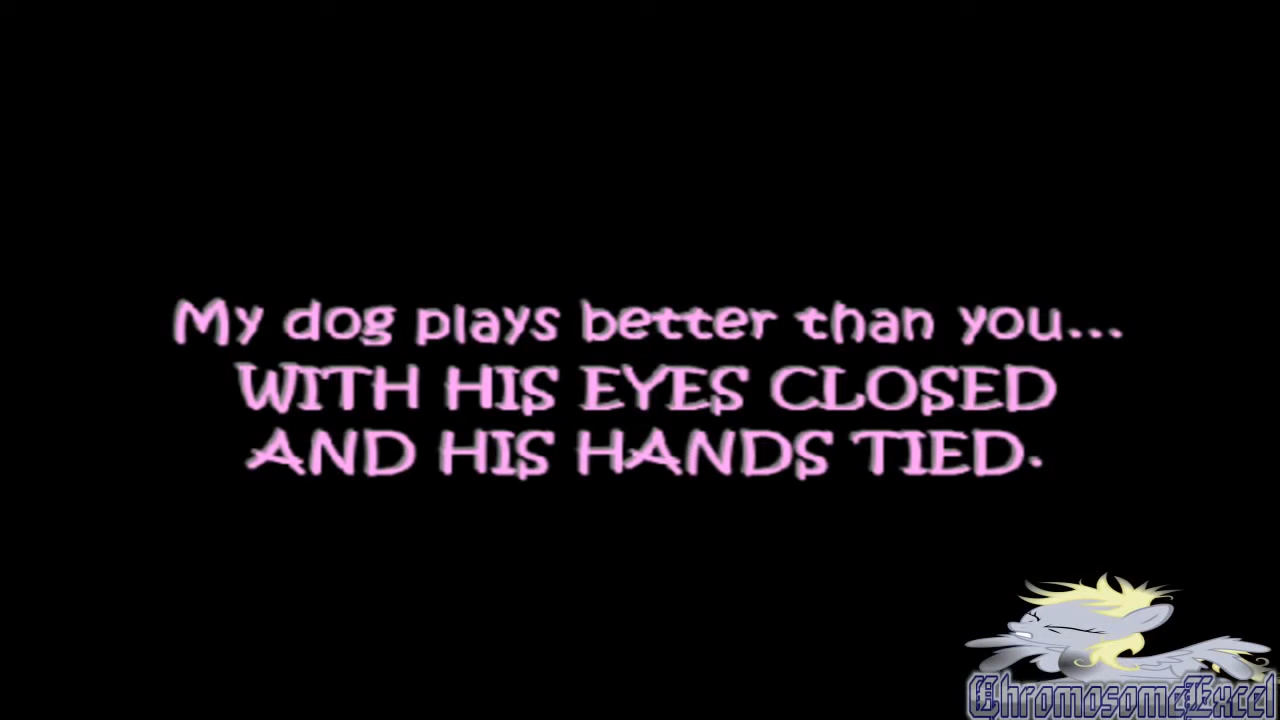 My dog plays better than you...
WITH HIS EYES CLOSED
AND HIS HANDS TIED.
ChromosomeExcel